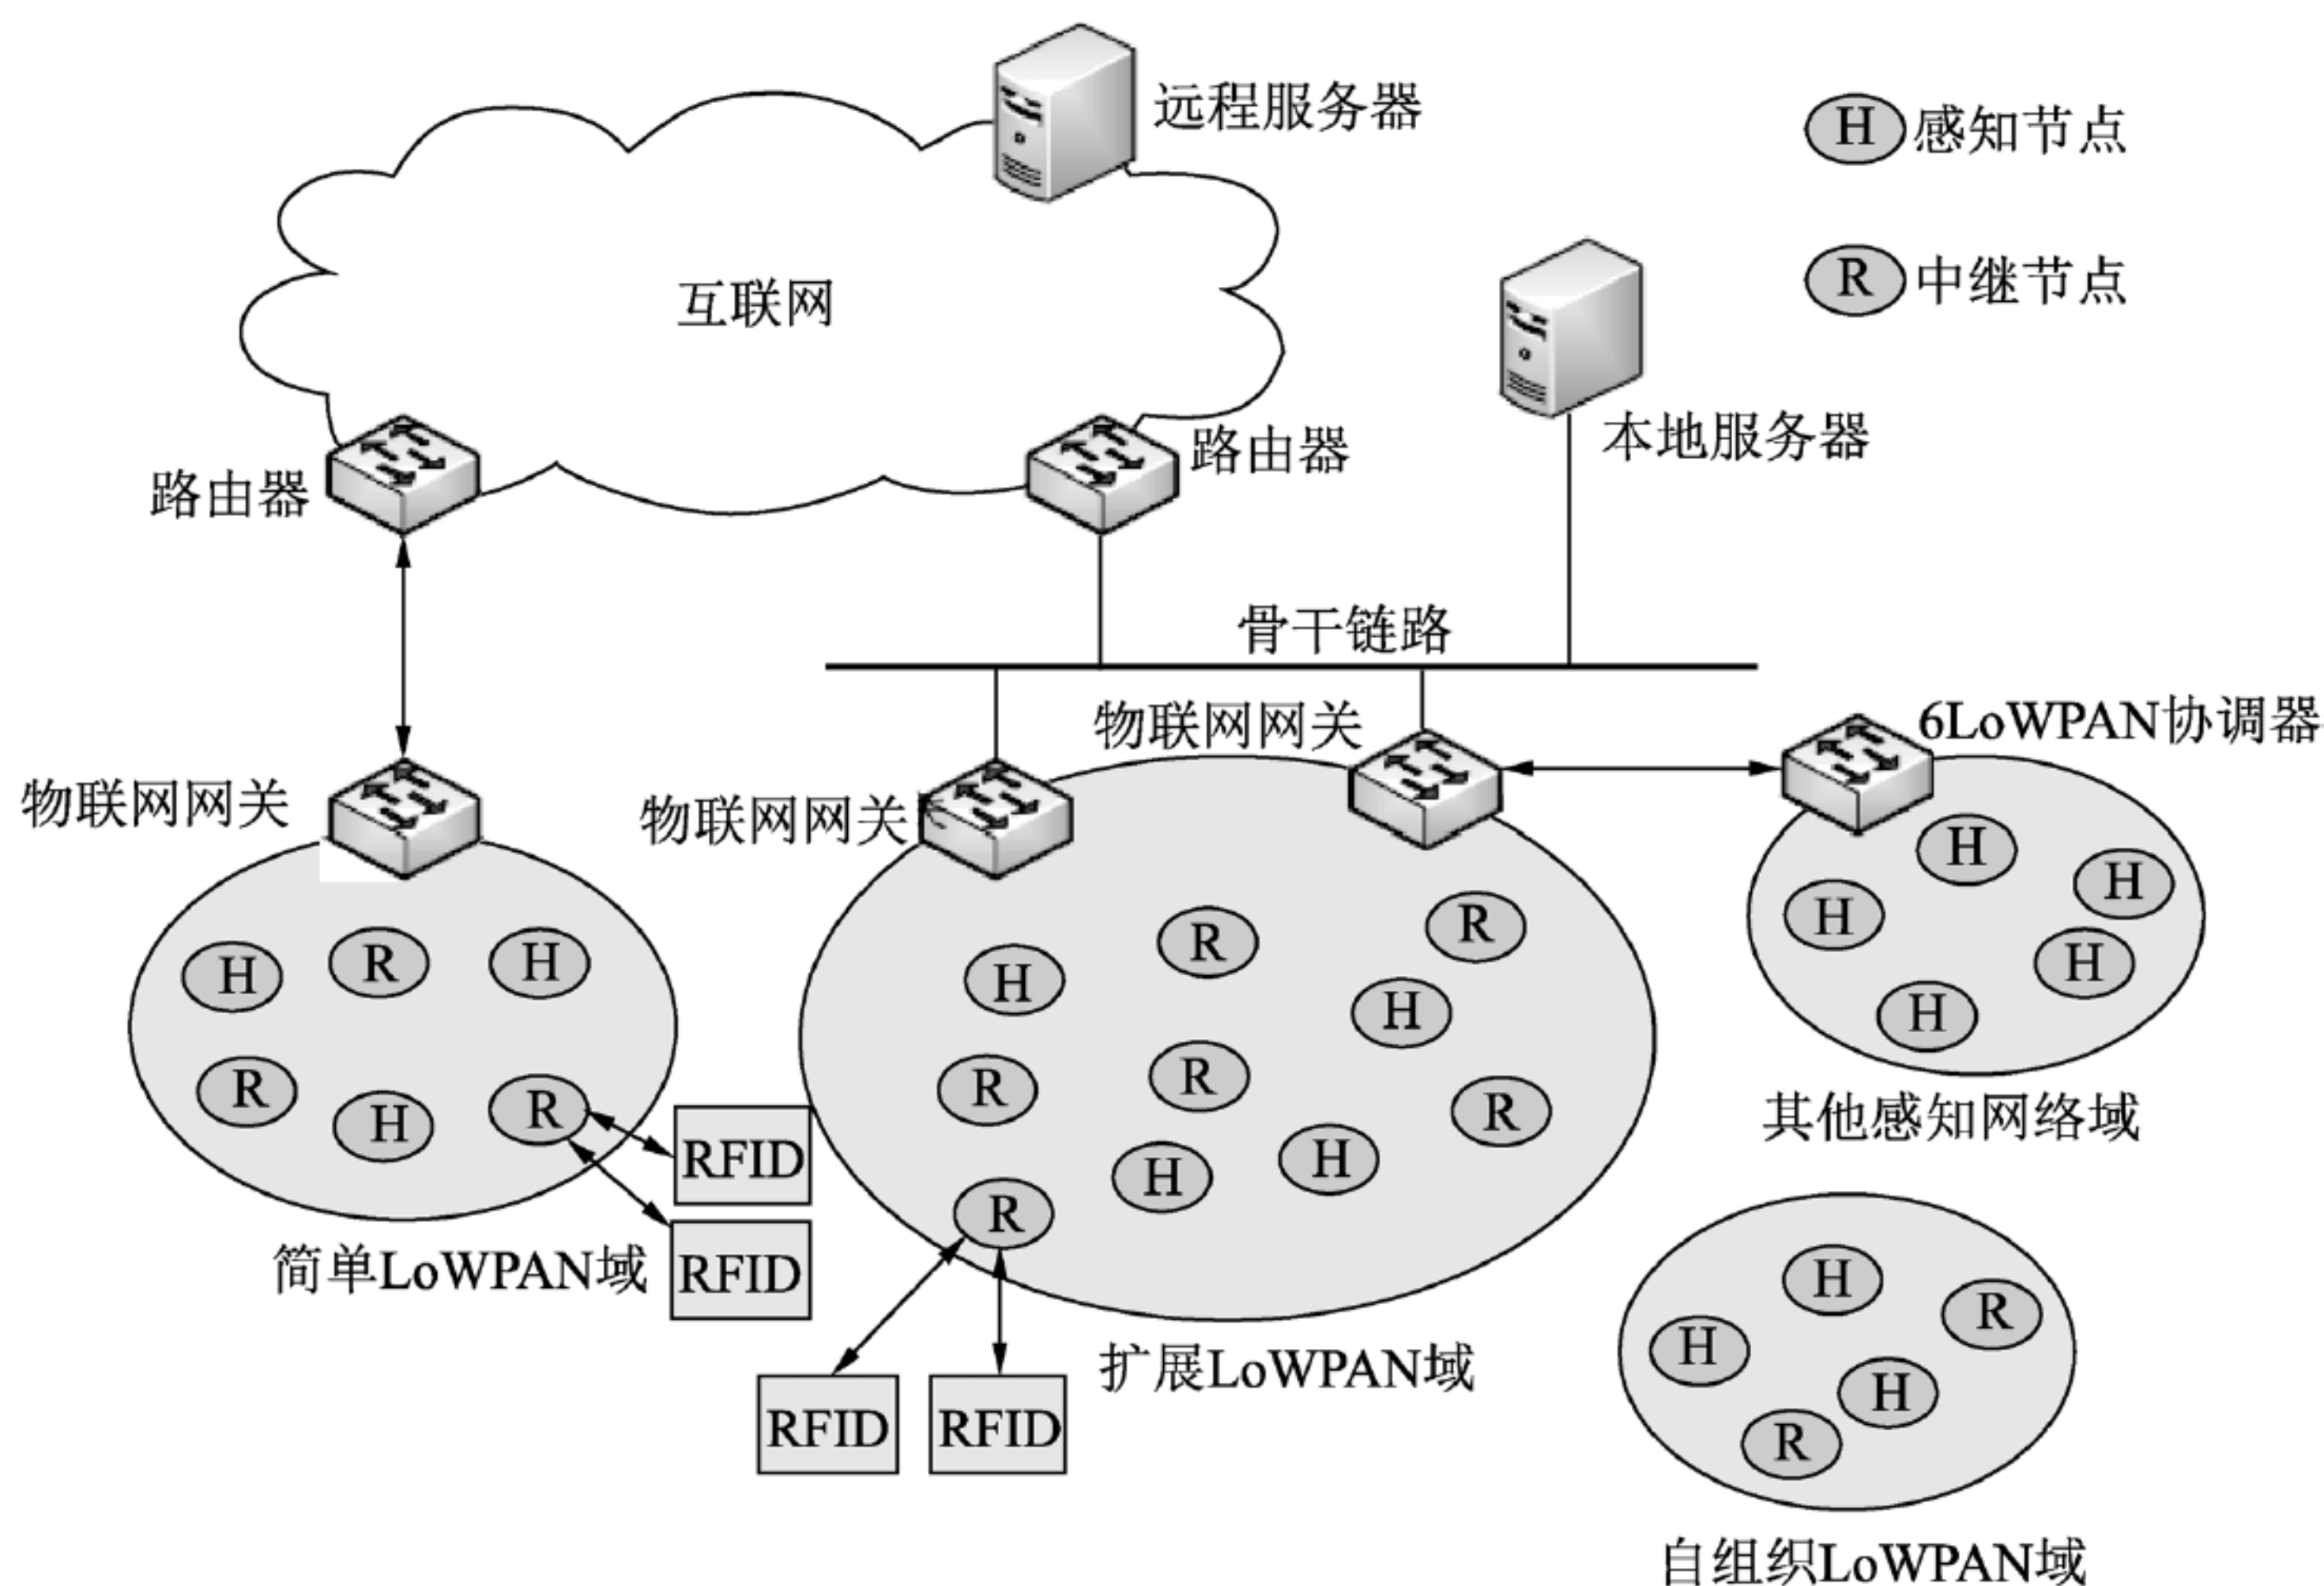 远程服务器
H 感知节点
互联网
R 中继节点
路由器
路由器
本地服务器
骨干链路
物联网网关
6LoWPAN协调器
物联网网关
物联网网关
H R H
R H R
RFID
RFID
简单LoWPAN域
R R
H H
R R R
H H
R
RFID RFID
扩展LoWPAN域
H H
H H
H
其他感知网络域
H R
H H
R
自组织LoWPAN域